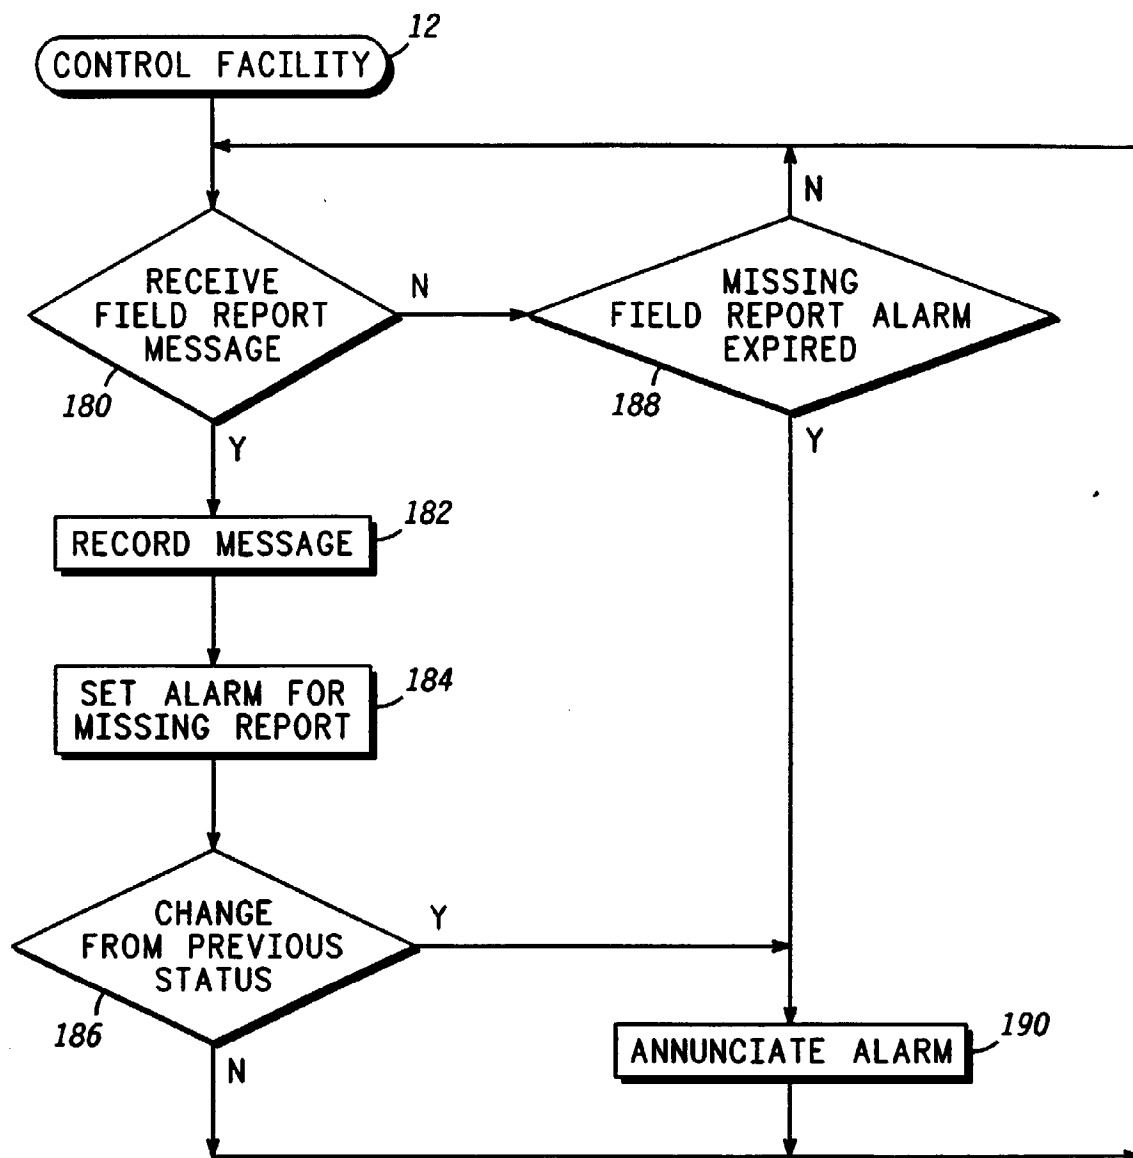 12
CONTROL FACILITY
RECEIVE
FIELD REPORT
MESSAGE
180
N
Y
MISSING
FIELD REPORT ALARM
EXPIRED
188
N
Y
RECORD MESSAGE
182
SET ALARM FOR
MISSING REPORT
184
CHANGE
FROM PREVIOUS
STATUS
186
Y
N
ANNUNCIATE ALARM
190